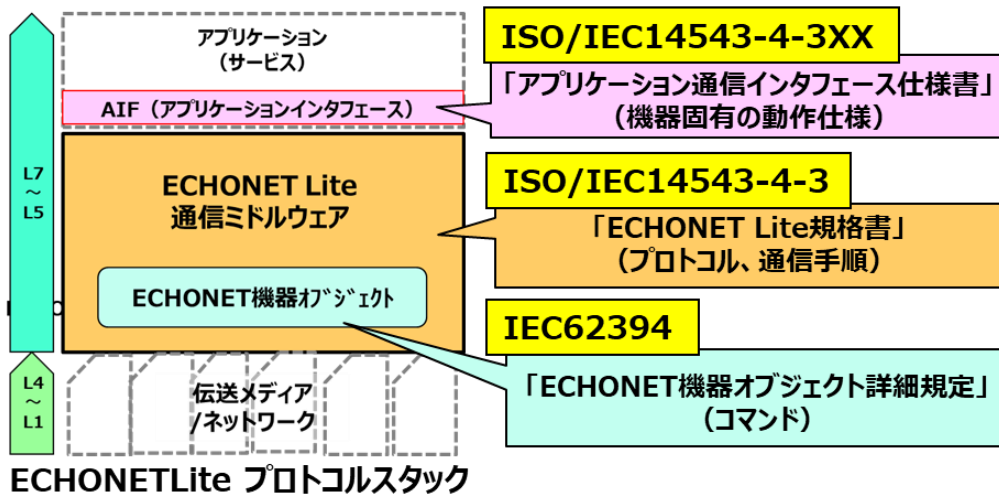 アプリケーション
（サービス）
AIF（アプリケーションインタフェース）
ISO/IEC14543-4-3XX
「アプリケーション通信インタフェース仕様書」
（機器固有の動作仕様）
L7
～
L5
ECHONET Lite
通信ミドルウェア
ISO/IEC14543-4-3
「ECHONET Lite規格書」
（プロトコル、通信手順）
ECHONET機器ｵﾌﾞｼﾞｪｸﾄ
IEC62394
「ECHONET機器オブジェクト詳細規定」
（コマンド）
L4
～
L1
伝送メディア
/ネットワーク
ECHONETLite プロトコルスタック